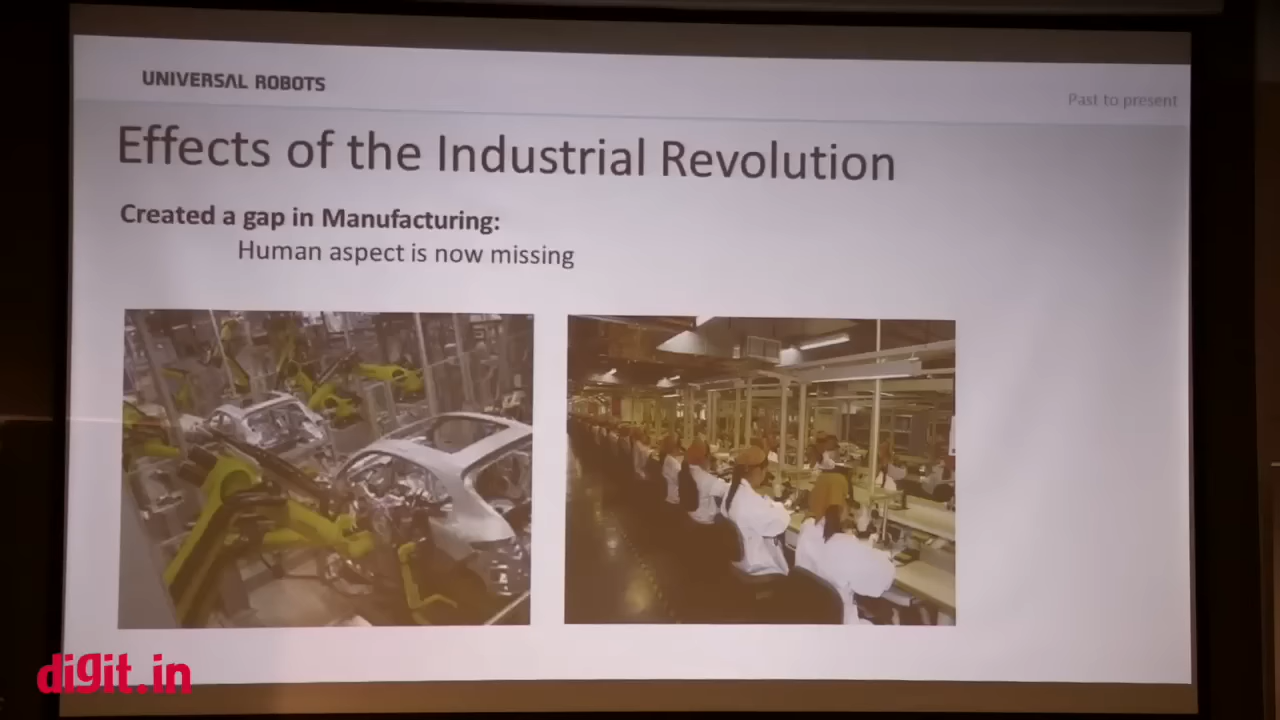 UNIVERSAL ROBOTS
Past to present
Effects of the Industrial Revolution
Created a gap in Manufacturing:
Human aspect is now missing
digit.in